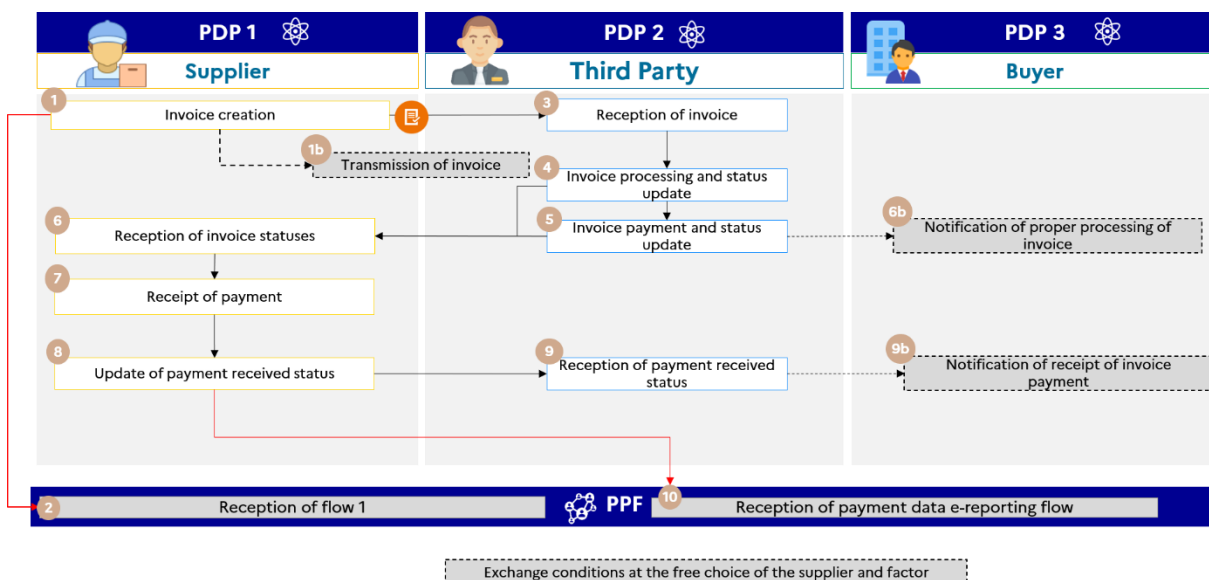 PDP 1
PDP 2
PDP 3
Supplier
Third Party
Buyer
1
Invoice creation
3
Reception of invoice
1b
Transmission of invoice
4
Invoice processing and status
update
6
Reception of invoice statuses
5
Invoice payment and status
update
6b
Notification of proper processing of
invoice
7
Receipt of payment
8
Update of payment received status
9
Reception of payment received
status
9b
Notification of receipt of invoice
payment
2
Reception of flow 1
PPF
10
Reception of payment data e-reporting flow
Exchange conditions at the free choice of the supplier and factor